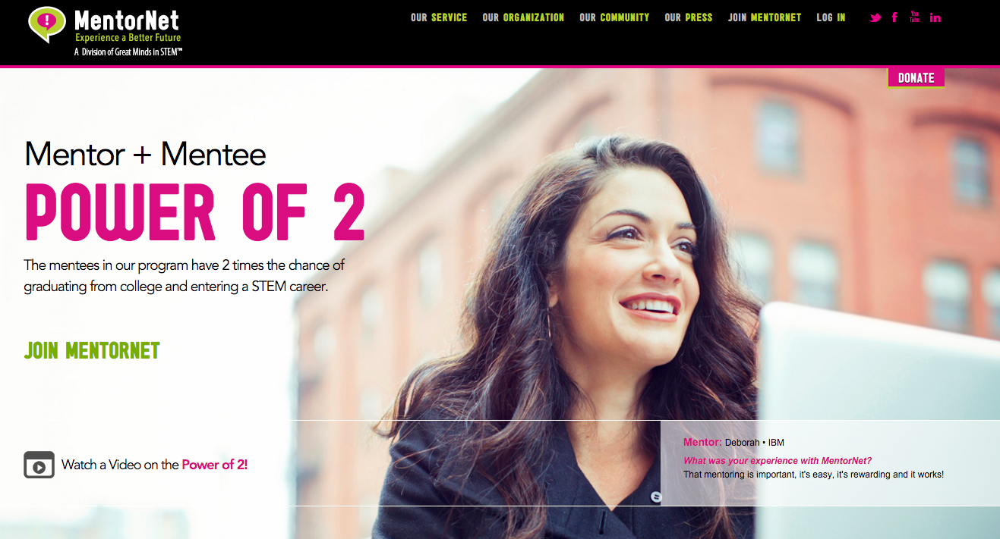 MentorNet
Experience a Better Future
A Division of Great Minds in STEM™
OUR SERVICE OUR ORGANIZATION OUR COMMUNITY OUR PRESS JOIN MENTORNET LOG IN You Tube f in
DONATE
Mentor + Mentee
POWER OF 2
The mentees in our program have 2 times the chance of
graduating from college and entering a STEM career.
JOIN MENTORNET
Watch a Video on the Power of 2!
Mentor: Deborah • IBM
What was your experience with MentorNet?
That mentoring is important, it's easy, it's rewarding and it works!